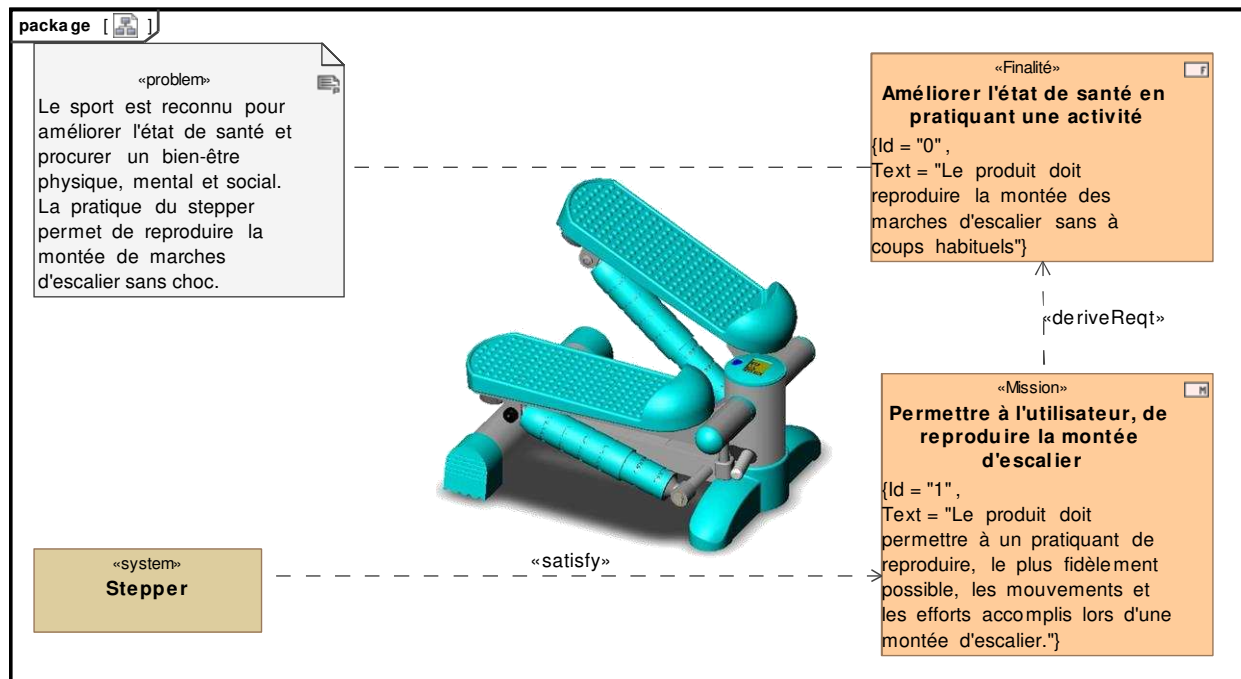 package [ ]
«problem»
Le sport est reconnu pour
améliorer l'état de santé et
procurer un bien-être
physique, mental et social.
La pratique du stepper
permet de reproduire la
montée de marches
d'escalier sans choc.
«Finalité»
F
Améliorer l'état de santé en
pratiquant une activité
{Id = "0" ,
Text = "Le produit doit
reproduire la montée des
marches d'escalier sans à
coups habituels"}
«deriveReqt»
«Mission»
M
Permettre à l'utilisateur, de
reproduire la montée
d'escalier
{Id = "1" ,
Text = "Le produit doit
permettre à un pratiquant de
reproduire, le plus fidèlement
possible, les mouvements et
les efforts accomplis lors d'une
montée d'escalier."}
«satisfy»
«system»
Stepper